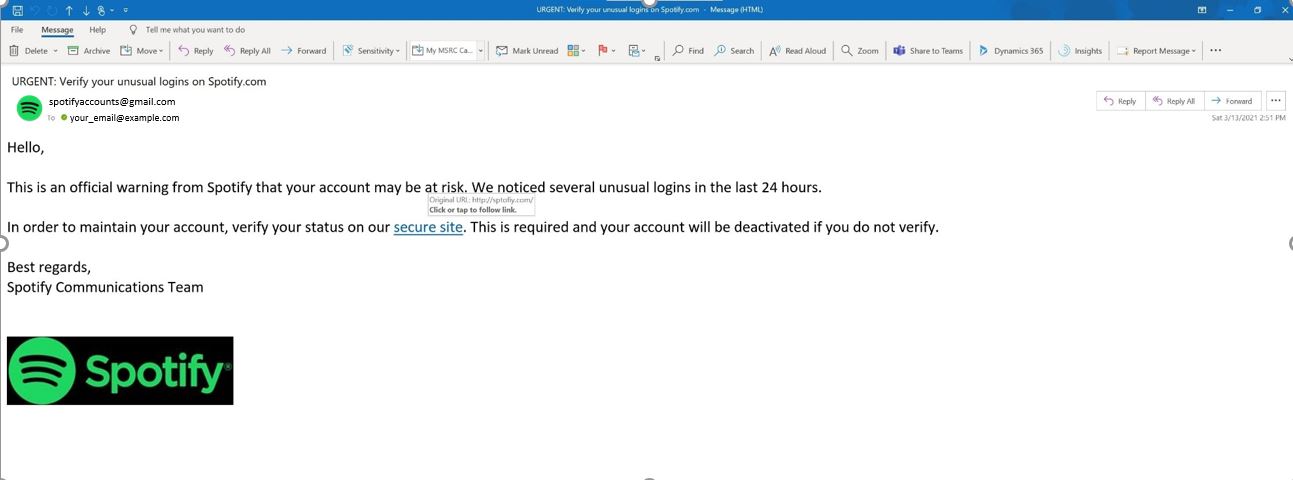 URGENT: Verify your unusual logins on Spotify.com - Message (HTML)
File Message Help Tell me what you want to do
Delete Archive Move Reply Reply All Forward Sensitivity My MSRC Ca... Mark Unread Find Search Read Aloud Zoom Share to Teams Dynamics 365 Insights Report Message ...
URGENT: Verify your unusual logins on Spotify.com
spotifyaccounts@gmail.com
To your_email@example.com
Reply Reply All Forward ...
Sat 3/13/2021 2:51 PM
Hello,
This is an official warning from Spotify that your account may be at risk. We noticed several unusual logins in the last 24 hours.
Original URL: http://sptofiy.com/
Click or tap to follow link.
In order to maintain your account, verify your status on our secure site. This is required and your account will be deactivated if you do not verify.
Best regards,
Spotify Communications Team
Spotify®